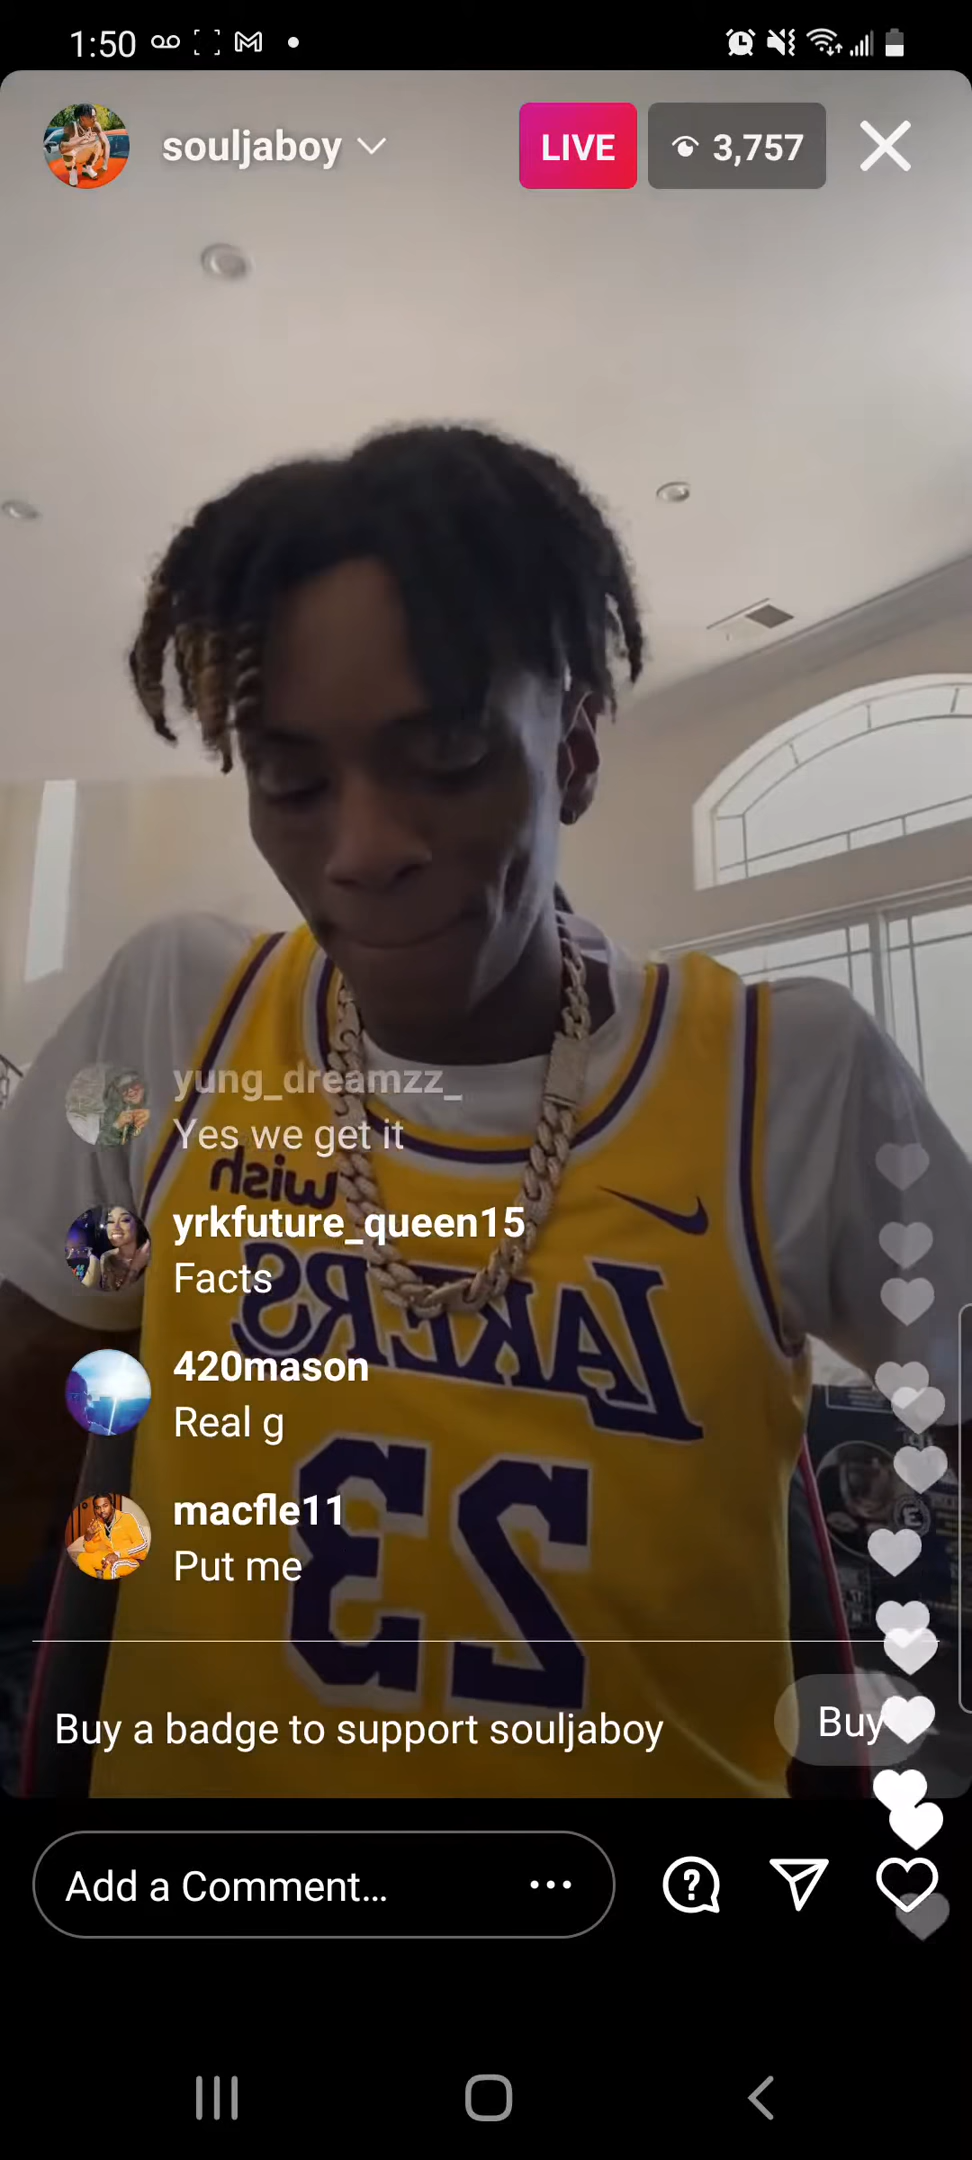 1:50
souljaboy
LIVE
3,757
yung_dreamzz_
Yes we get it
wish
yrkfuture_queen15
Facts
LAKERS
420mason
Real g
23
macfle11
Put me
Buy a badge to support souljaboy
Buy
Add a Comment...